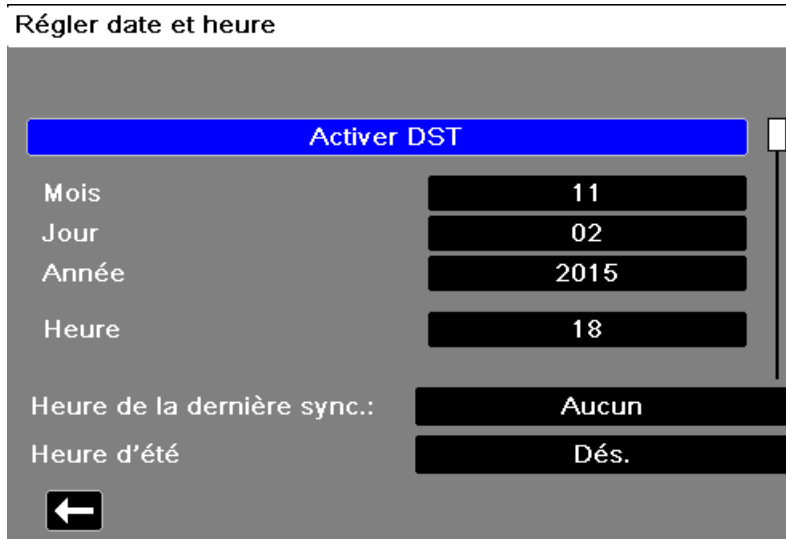 Régler date et heure
Activer DST
Mois 11
Jour 02
Année 2015
Heure 18
Heure de la dernière sync.: Aucun
Heure d'été Dés.